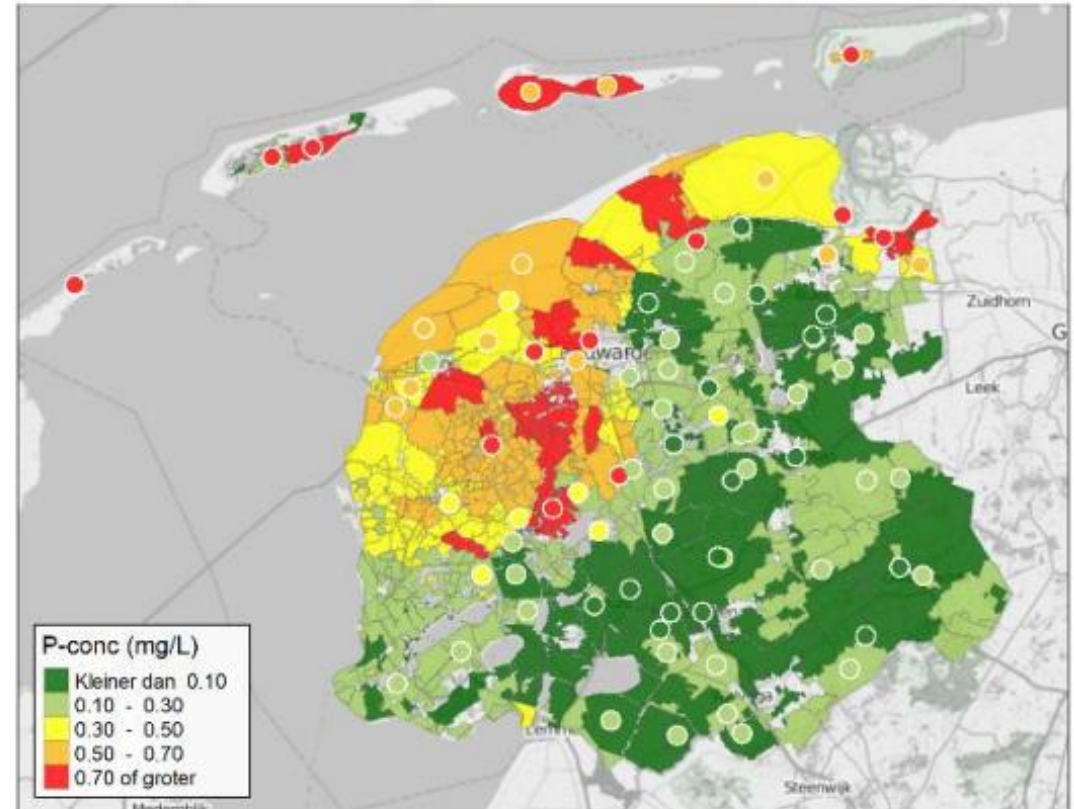 Zuidhorn
G
Leek
P-conc (mg/L)
Kleiner dan 0.10
0.10 - 0.30
0.30 - 0.50
0.50 - 0.70
0.70 of groter
Steenwijk